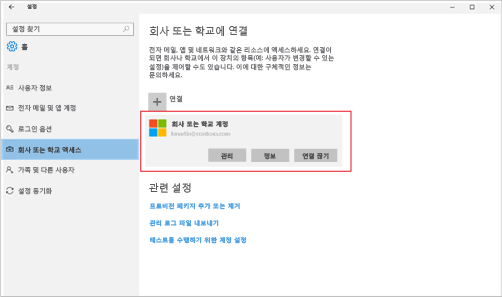 설정
설정 찾기
홈
계정
사용자 정보
전자 메일 및 앱 계정
로그인 옵션
회사 또는 학교 액세스
가족 및 다른 사용자
설정 동기화
회사 또는 학교에 연결
전자 메일, 앱 및 네트워크와 같은 리소스에 액세스하세요. 연결이
되면 회사나 학교에서 이 장치의 항목(예: 사용자가 변경할 수 있는
설정)을 제어할 수도 있습니다. 이에 대한 구체적인 정보는
문의하세요.
연결
회사 또는 학교 계정
관리
정보
연결 끊기
관련 설정
프로비전 패키지 추가 또는 제거
관리 로그 파일 내보내기
테스트를 수행하기 위한 계정 설정